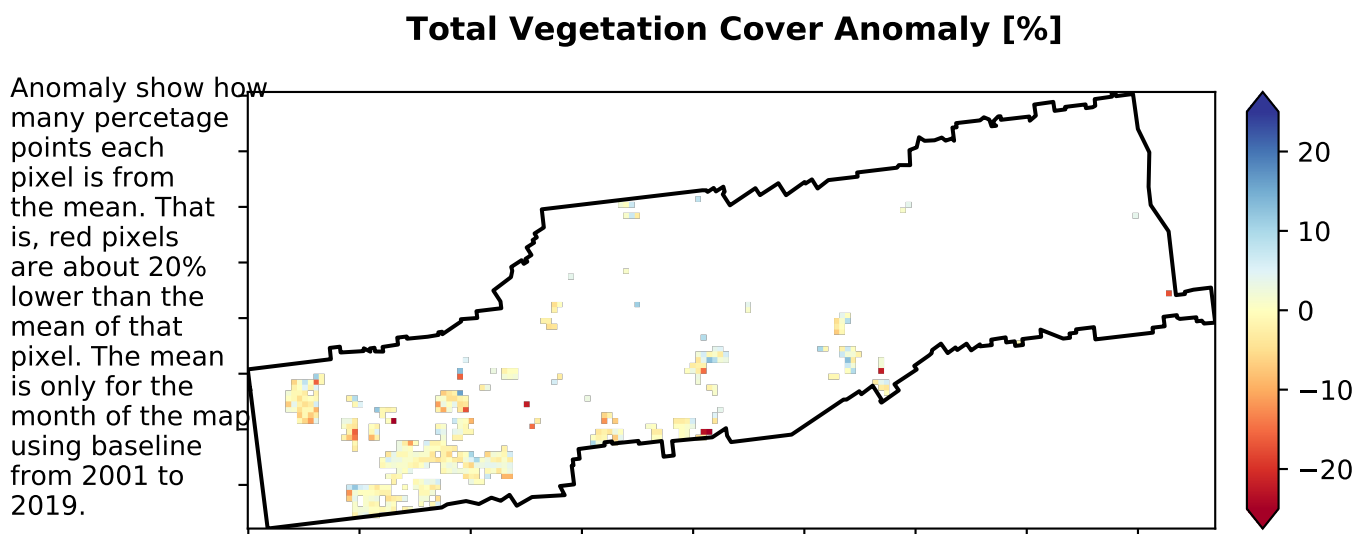 Total Vegetation Cover Anomaly [%]
Anomaly show how
many percetage
points each
pixel is from
the mean. That
is, red pixels
are about 20%
lower than the
mean of that
pixel. The mean
is only for the
month of the map
using baseline
from 2001 to
2019.
20
10
0
−10
−20